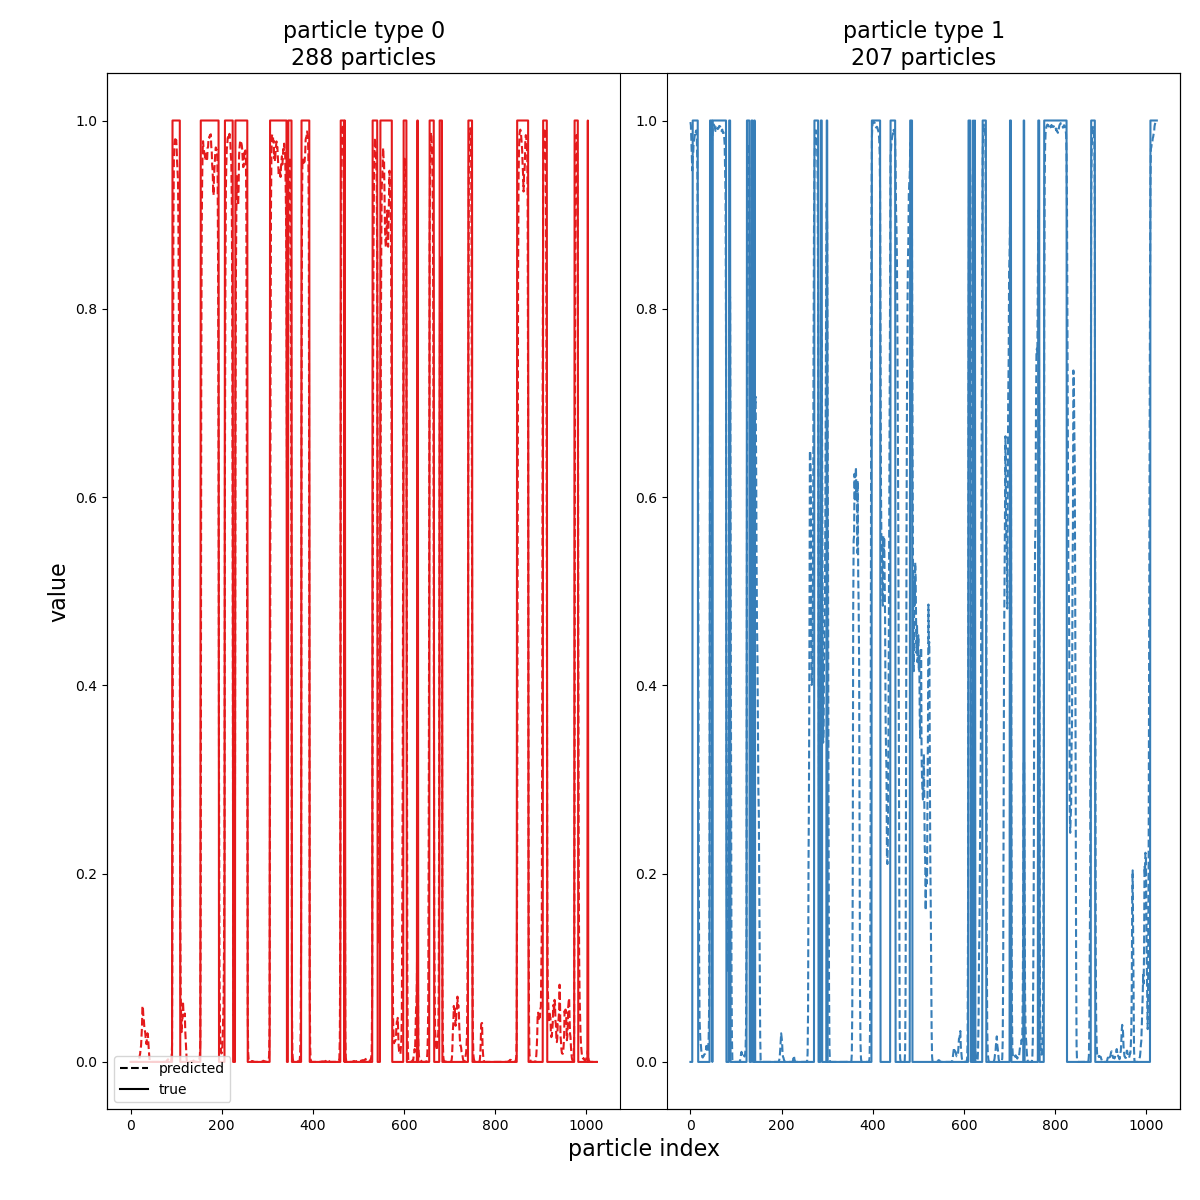 particle type 0
288 particles
particle type 1
207 particles
value
1.0
0.8
0.6
0.4
0.2
0.0
1.0
0.8
0.6
0.4
0.2
0.0
predicted
true
0 200 400 600 800 1000
0 200 400 600 800 1000
particle index